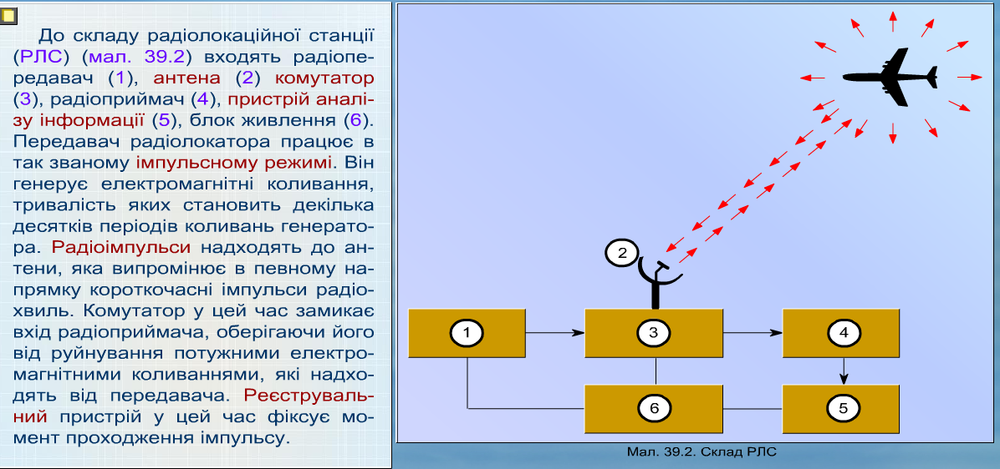 До складу радіолокаційної станції
(РЛС) (мал. 39.2) входять радіопе-
редавач (1), антена (2) комутатор
(3), радіоприймач (4), пристрій аналі-
зу інформації (5), блок живлення (6).
Передавач радіолокатора працює в
так званому імпульсному режимі. Він
генерує електромагнітні коливання,
тривалість яких становить декілька
десятків періодів коливань генерато-
ра. Радіоімпульси надходять до ан-
тени, яка випромінює в певному на-
прямку короткочасні імпульси радіо-
хвиль. Комутатор у цей час замикає
вхід радіоприймача, оберігаючи його
від руйнування потужними електро-
магнітними коливаннями, які надхо-
дять від передавача. Реєструваль-
ний пристрій у цей час фіксує мо-
мент проходження імпульсу.
2
1
3
4
6
5
Мал. 39.2. Склад РЛС